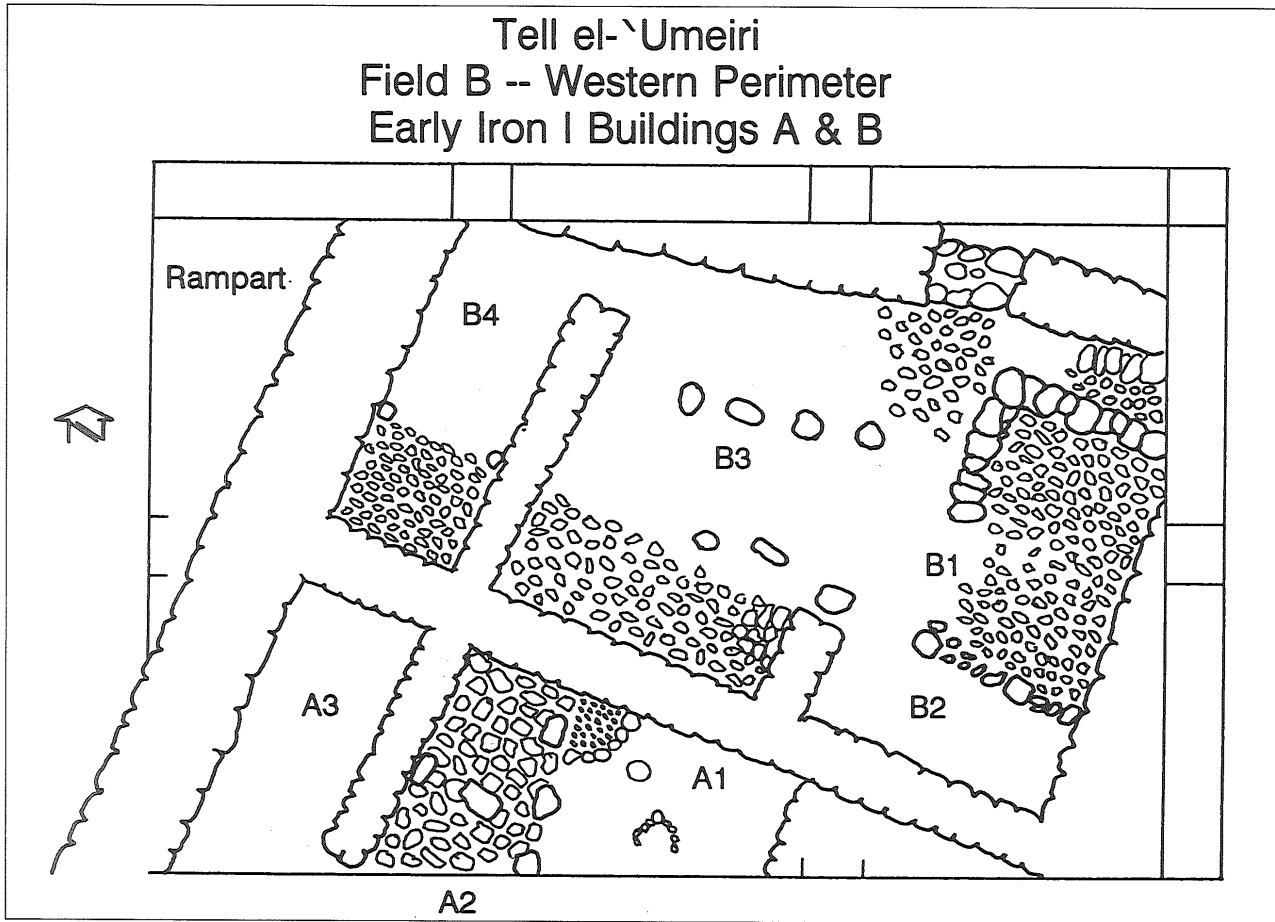 Tell el-`Umeiri
Field B -- Western Perimeter
Early Iron I Buildings A & B
Rampart
B4
B3
B1
A3
B2
A1
A2
N